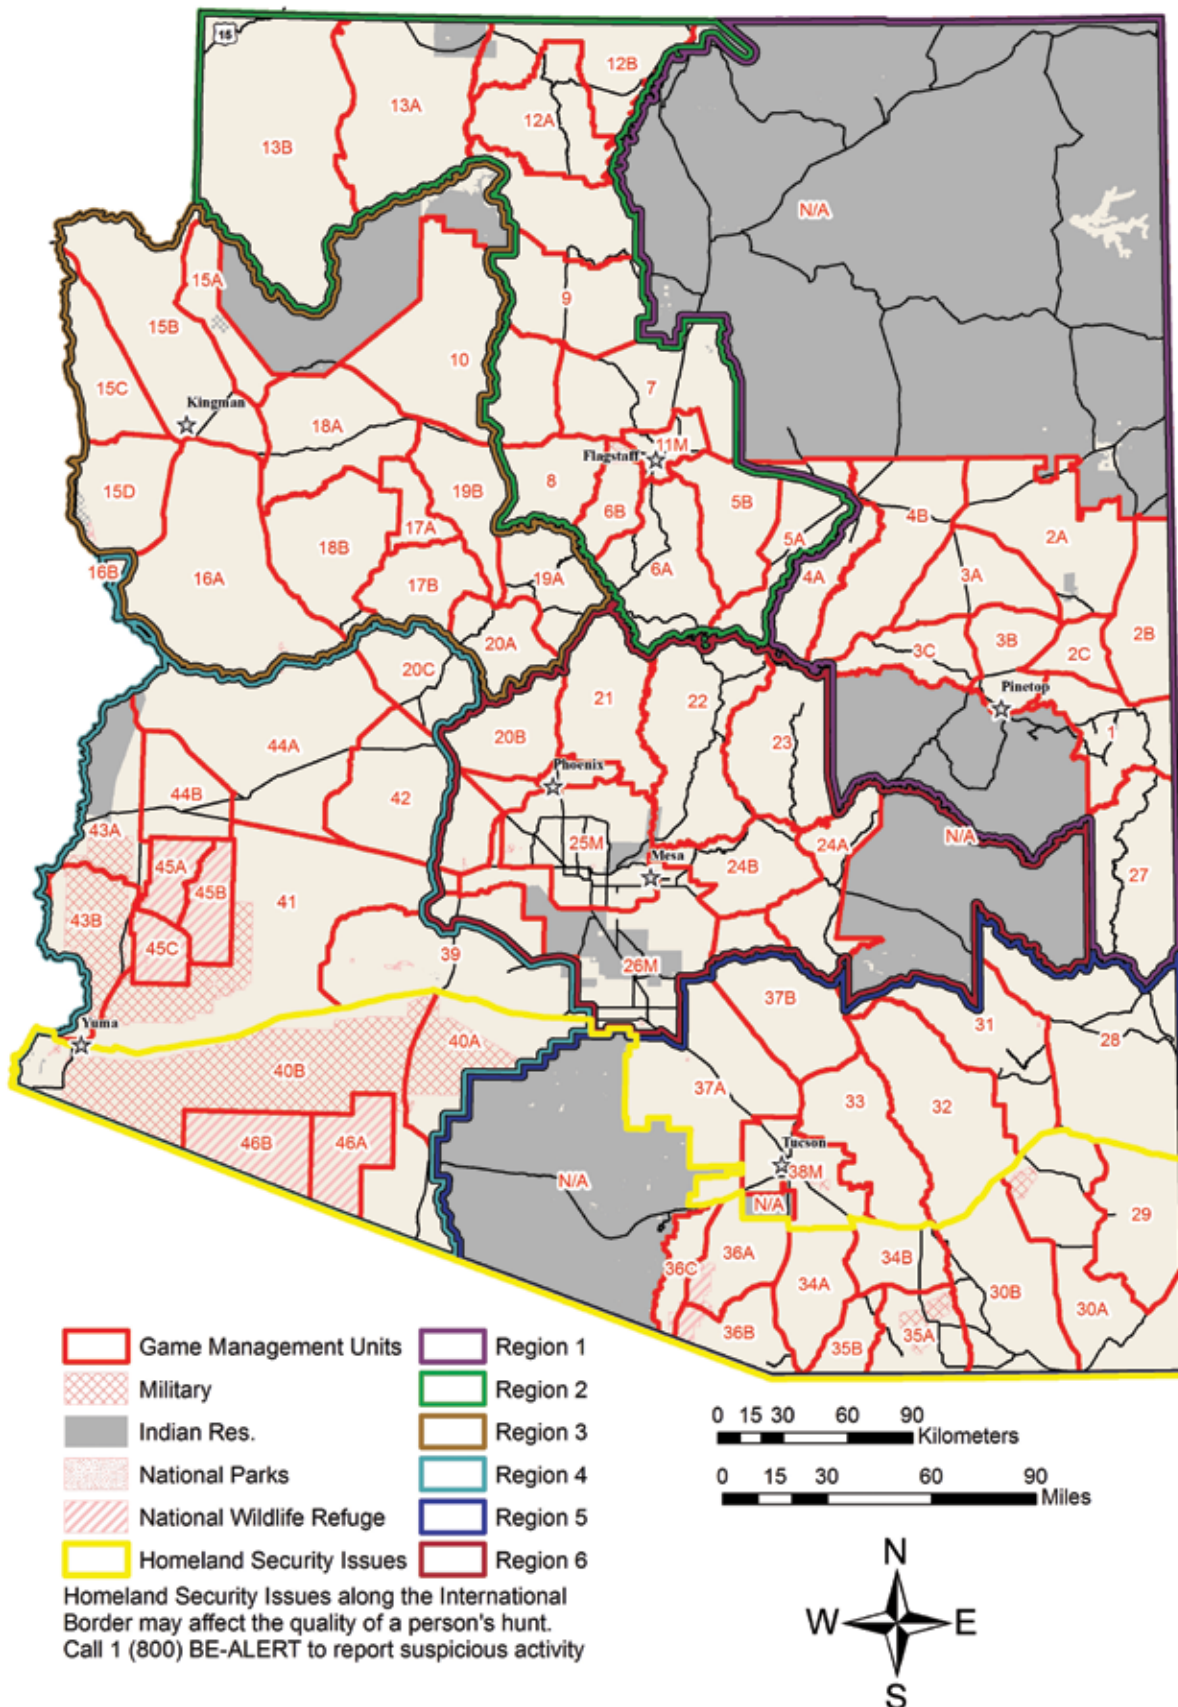 15
12B
13A
12A
13B
N/A
15A
9
15B
10
7
15C
Kingman
18A
11M
Flagstaff
8
19B
15D
5B
6B
4B
17A
2A
18B
5A
16B
16A
6A
3A
19A
4A
17B
2B
3B
20A
3C
2C
20C
21
22
Pinetop
1
20B
23
44A
Phoenix
44B
42
43A
25M
N/A
24A
Mesa
45A
24B
27
45B
41
43B
45C
39
26M
37B
31
Yuma
40A
28
40B
37A
33
32
46B
46A
Tucson
38M
N/A
N/A
29
36A
34B
36C
34A
30B
30A
36B
35B
35A
Game Management Units
Military
Indian Res.
National Parks
National Wildlife Refuge
Homeland Security Issues
Region 1
Region 2
Region 3
Region 4
Region 5
Region 6
0 15 30 60 90
Kilometers
0 15 30 60 90
Miles
Homeland Security Issues along the International
Border may affect the quality of a person's hunt.
Call 1 (800) BE-ALERT to report suspicious activity
N
W E
S